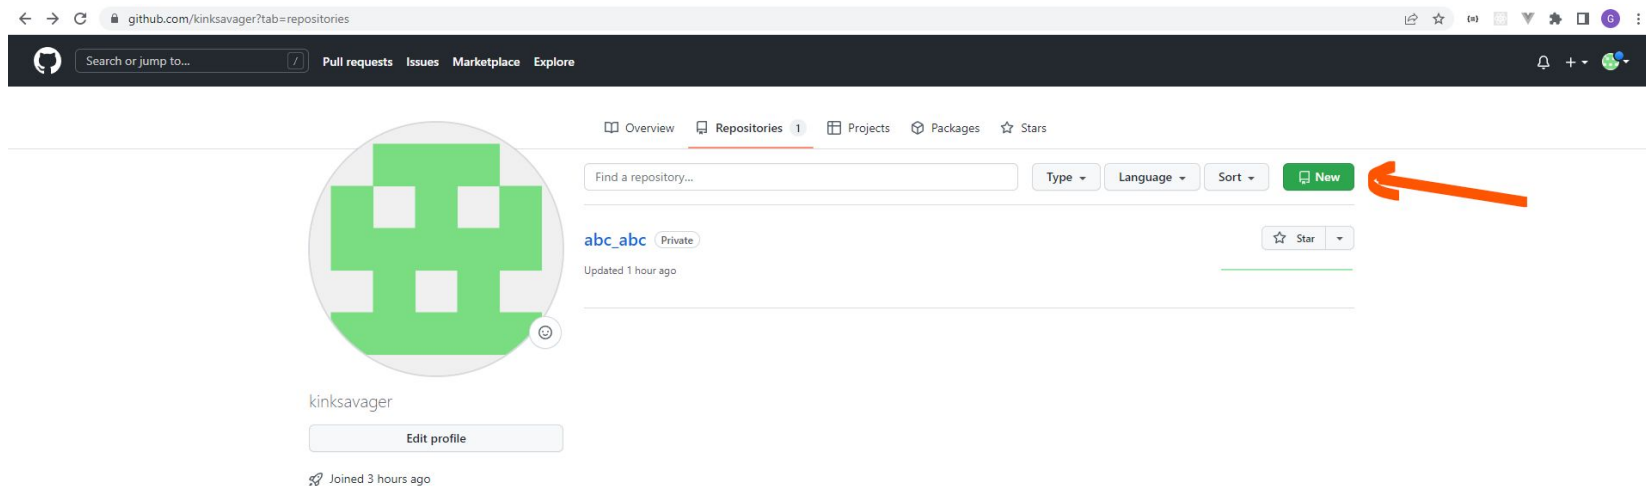 github.com/kinksavager?tab=repositories
G
Search or jump to... /
Pull requests Issues Marketplace Explore
Overview Repositories 1 Projects Packages Stars
Find a repository...
Type Language Sort New
abc_abc Private
Star
Updated 1 hour ago
kinksavager
Edit profile
Joined 3 hours ago